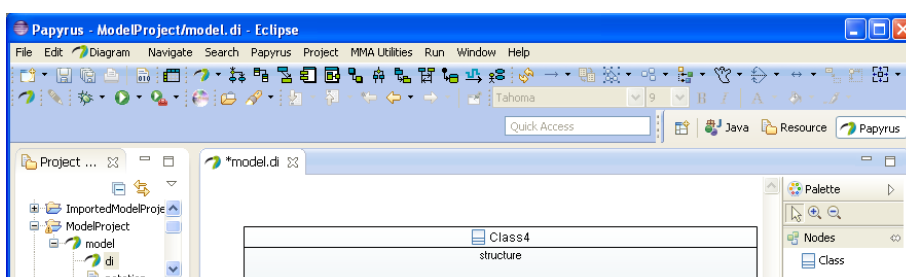 Papyrus - ModelProject/model.di - Eclipse
File Edit Diagram Navigate Search Papyrus Project MMA Utilities Run Window Help
Tahoma 9 B I A
Quick Access Java Resource Papyrus
Project ... *model.di
Palette
ImportedModelProje
ModelProject
Class4 Nodes
model structure Class
di